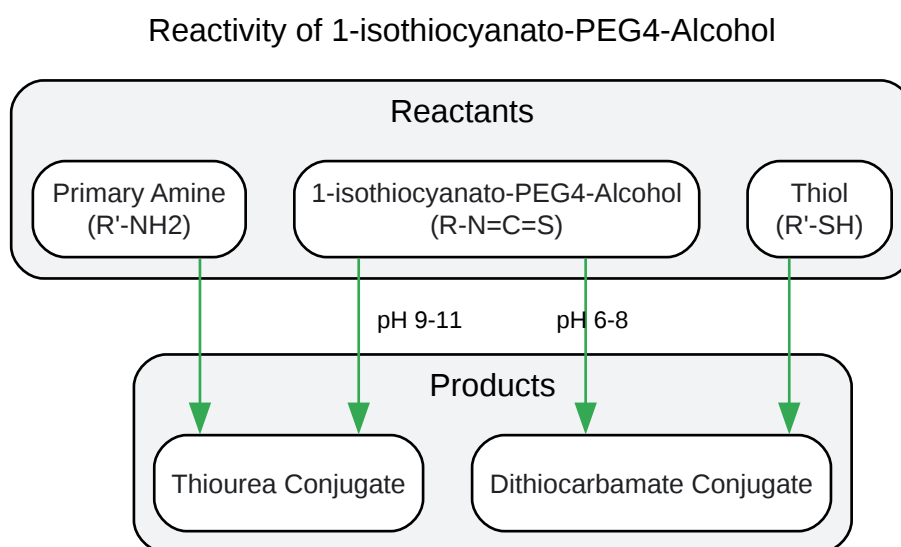 Reactivity of 1-isothiocyanato-PEG4-Alcohol
Reactants
Primary Amine
(R'-NH2)
1-isothiocyanato-PEG4-Alcohol
(R-N=C=S)
Thiol
(R'-SH)
pH 9-11
pH 6-8
Products
Thiourea Conjugate
Dithiocarbamate Conjugate